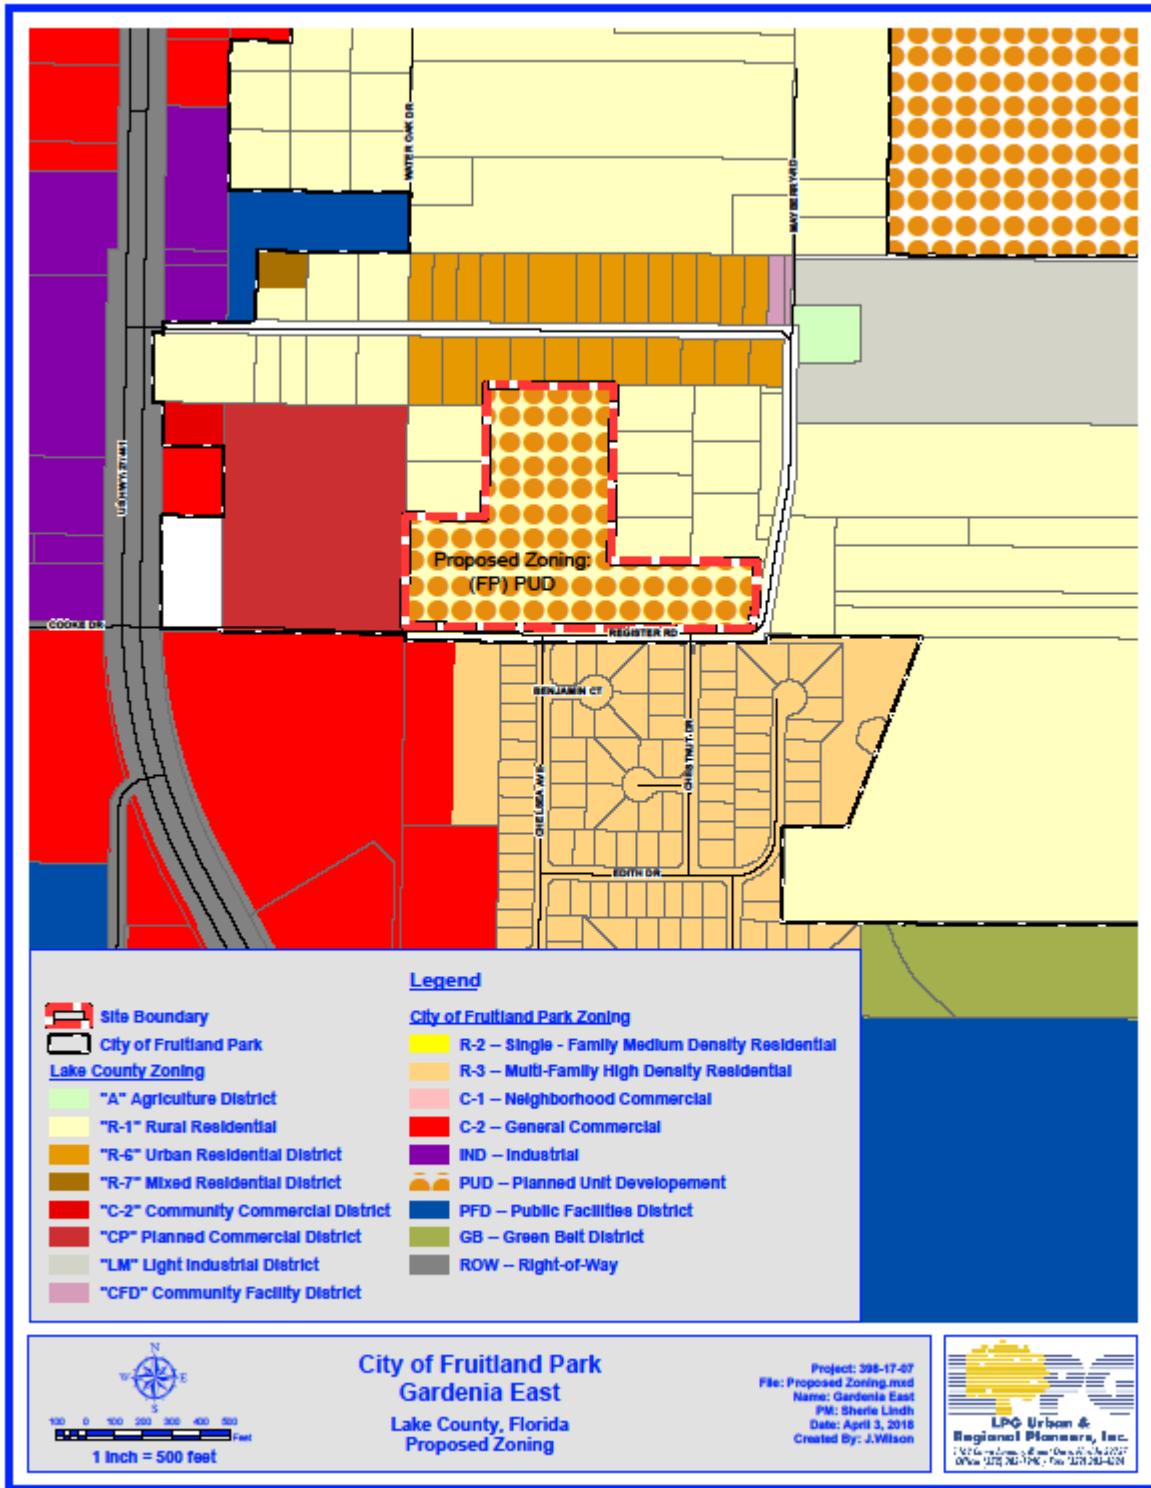 WATER OAK DR
MAYBERRY RD
Proposed Zoning:
(FP) PUD
COOKE DR
REGISTER RD
BENJAMIN CT
CHESTNUT DR
CHELSEA AVE
EDITH DR
Legend
Site Boundary
City of Fruitland Park
Lake County Zoning
"A" Agriculture District
"R-1" Rural Residential
"R-6" Urban Residential District
"R-7" Mixed Residential District
"C-2" Community Commercial District
"CP" Planned Commercial District
"LM" Light Industrial District
"CFD" Community Facility District
City of Fruitland Park Zoning
R-2 -- Single - Family Medium Density Residential
R-3 -- Multi-Family High Density Residential
C-1 -- Neighborhood Commercial
C-2 -- General Commercial
IND -- Industrial
PUD -- Planned Unit Developement
PFD -- Public Facilities District
GB -- Green Belt District
ROW -- Right-of-Way
N
W E
S
100 0 100 200 300 400 500
Feet
1 Inch = 500 feet
City of Fruitland Park
Gardenia East
Lake County, Florida
Proposed Zoning
Project: 398-17-07
File: Proposed Zoning.mxd
Name: Gardenia East
PM: Sherie Lindh
Date: April 3, 2018
Created By: J.Wilson
LPG
LPG Urban &
Regional Planners, Inc.